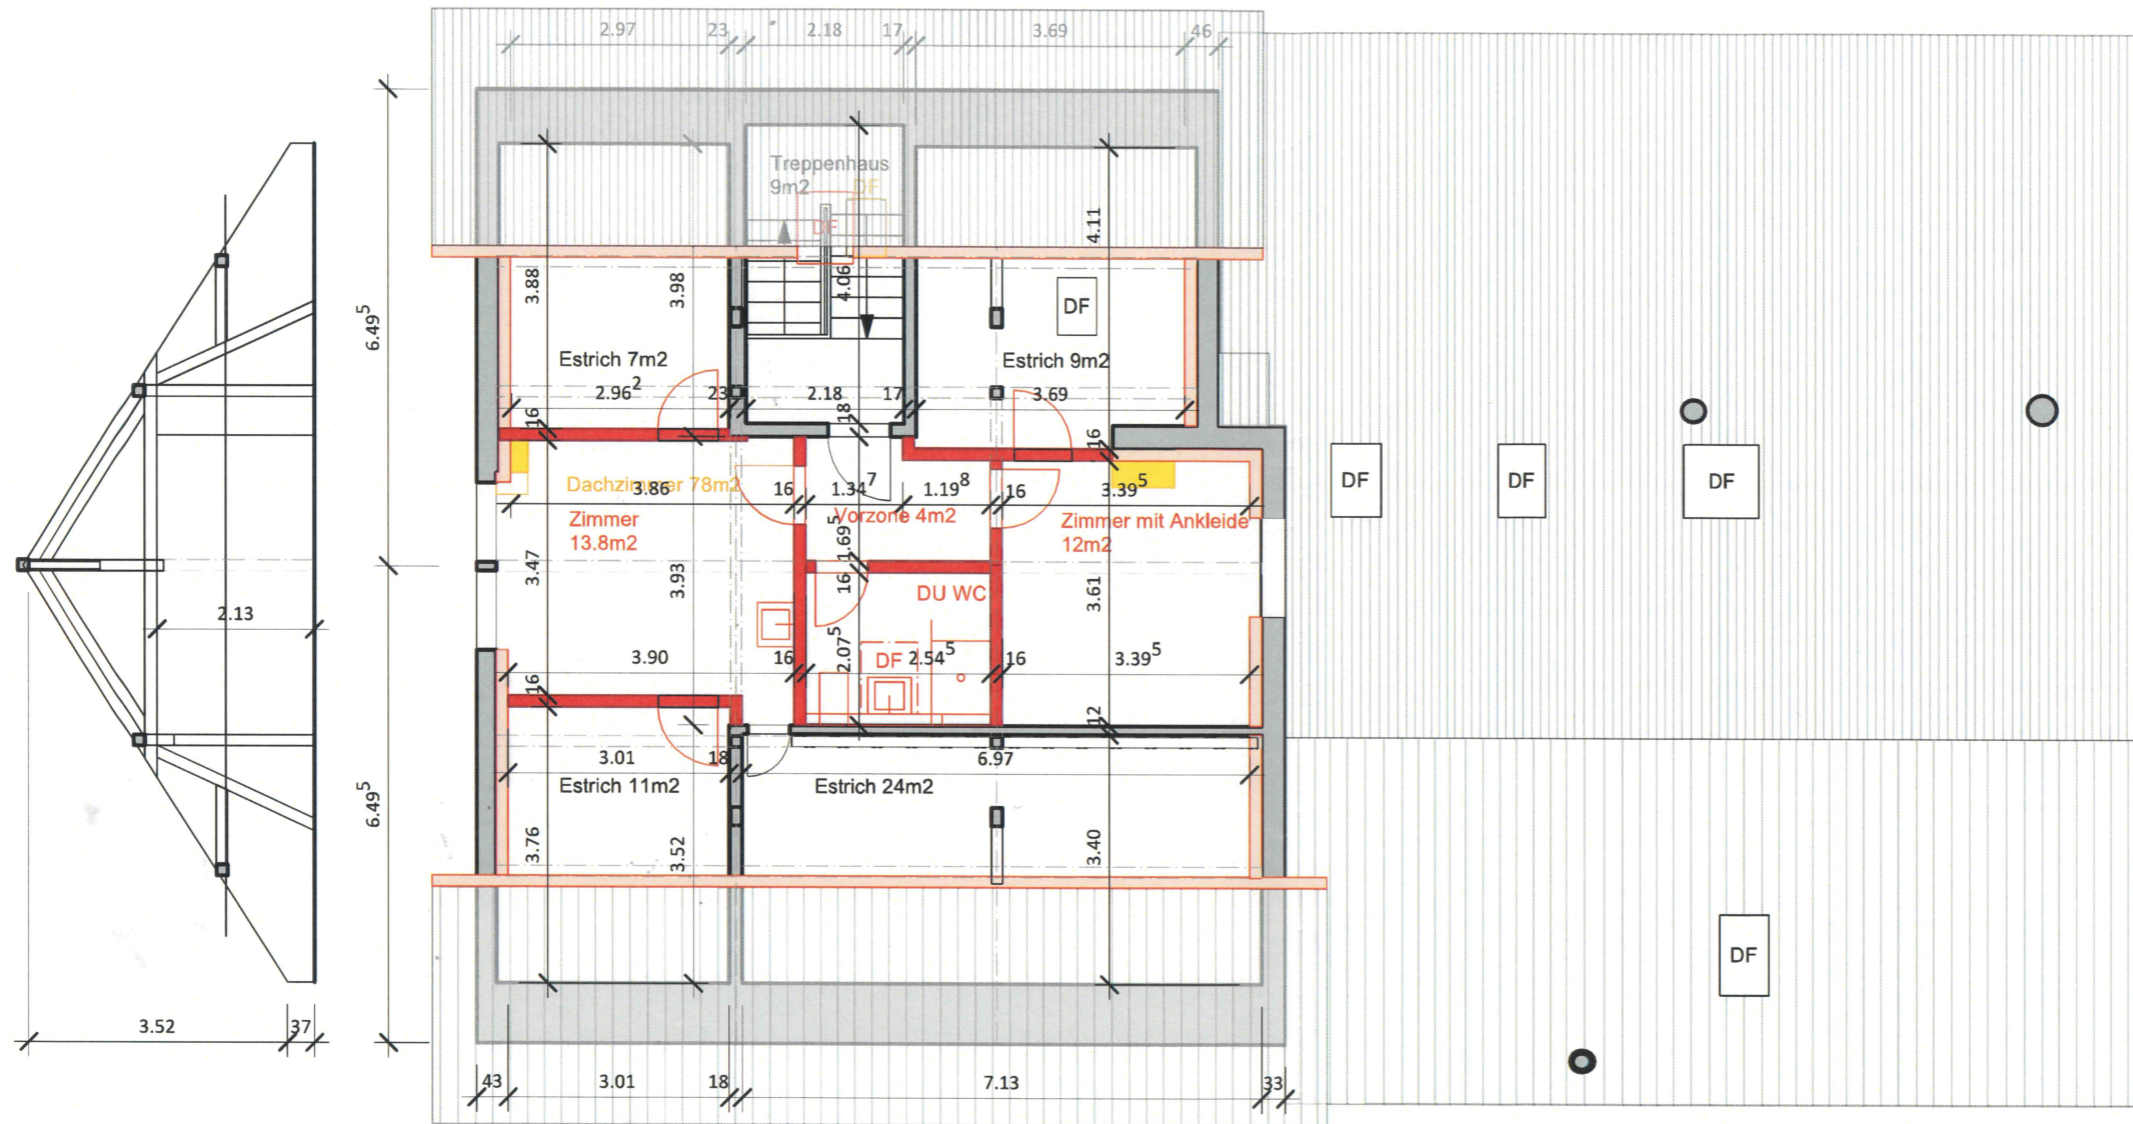 2.97 23 2.18 17 3.69 46
Treppenhaus
9m2
DF
DF
4.11
3.88
3.98
4.06
DF
6.49⁵
Estrich 7m2
Estrich 9m2
2.96² 23 2.18 17 3.69
16
18
16
Dachzimmer 78m2
3.86 16 1.34⁷ 1.19⁸ 16 3.39⁵
DF
DF
DF
Zimmer
13.8m2
Vorzone 4m2
Zimmer mit Ankleide
12m2
1.69⁵
3.47
3.93
16
3.61
DU WC
2.13
2.07⁵
3.90 16 DF 2.54⁵ 16 3.39⁵
16
12
3.01 18 6.97
Estrich 11m2
Estrich 24m2
6.49⁵
3.76
3.52
3.40
DF
3.52 37
43 3.01 18 7.13 33